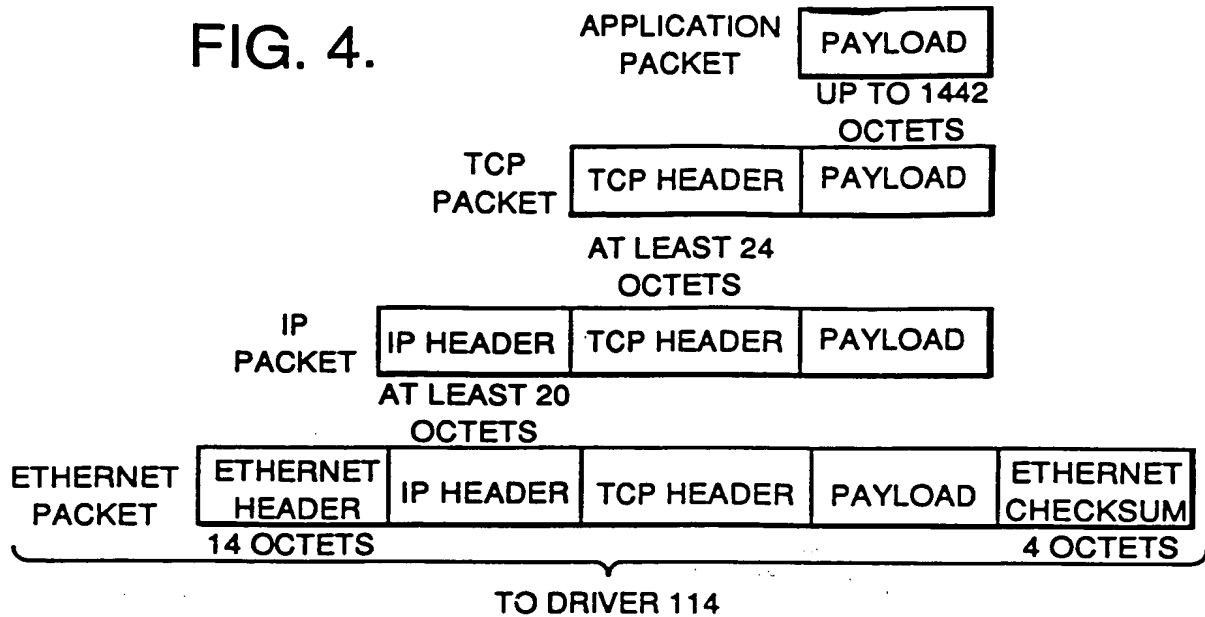 FIG. 4.
APPLICATION
PACKET
PAYLOAD
UP TO 1442
OCTETS
TCP
PACKET
TCP HEADER
PAYLOAD
AT LEAST 24
OCTETS
IP
PACKET
IP HEADER
TCP HEADER
PAYLOAD
AT LEAST 20
OCTETS
ETHERNET
PACKET
ETHERNET
HEADER
IP HEADER
TCP HEADER
PAYLOAD
ETHERNET
CHECKSUM
14 OCTETS
4 OCTETS
TO DRIVER 114